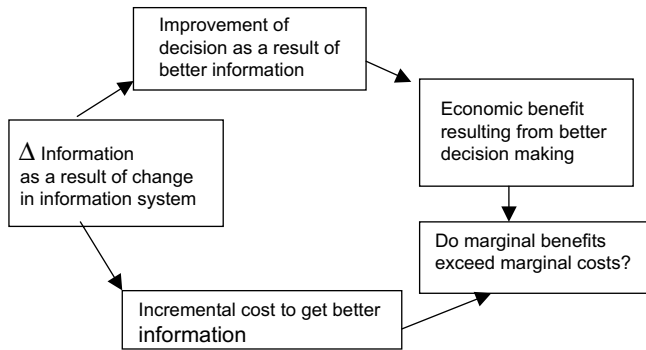 Improvement of
decision as a result of
better information
Economic benefit
resulting from better
decision making
Δ Information
as a result of change
in information system
Do marginal benefits
exceed marginal costs?
Incremental cost to get better
information